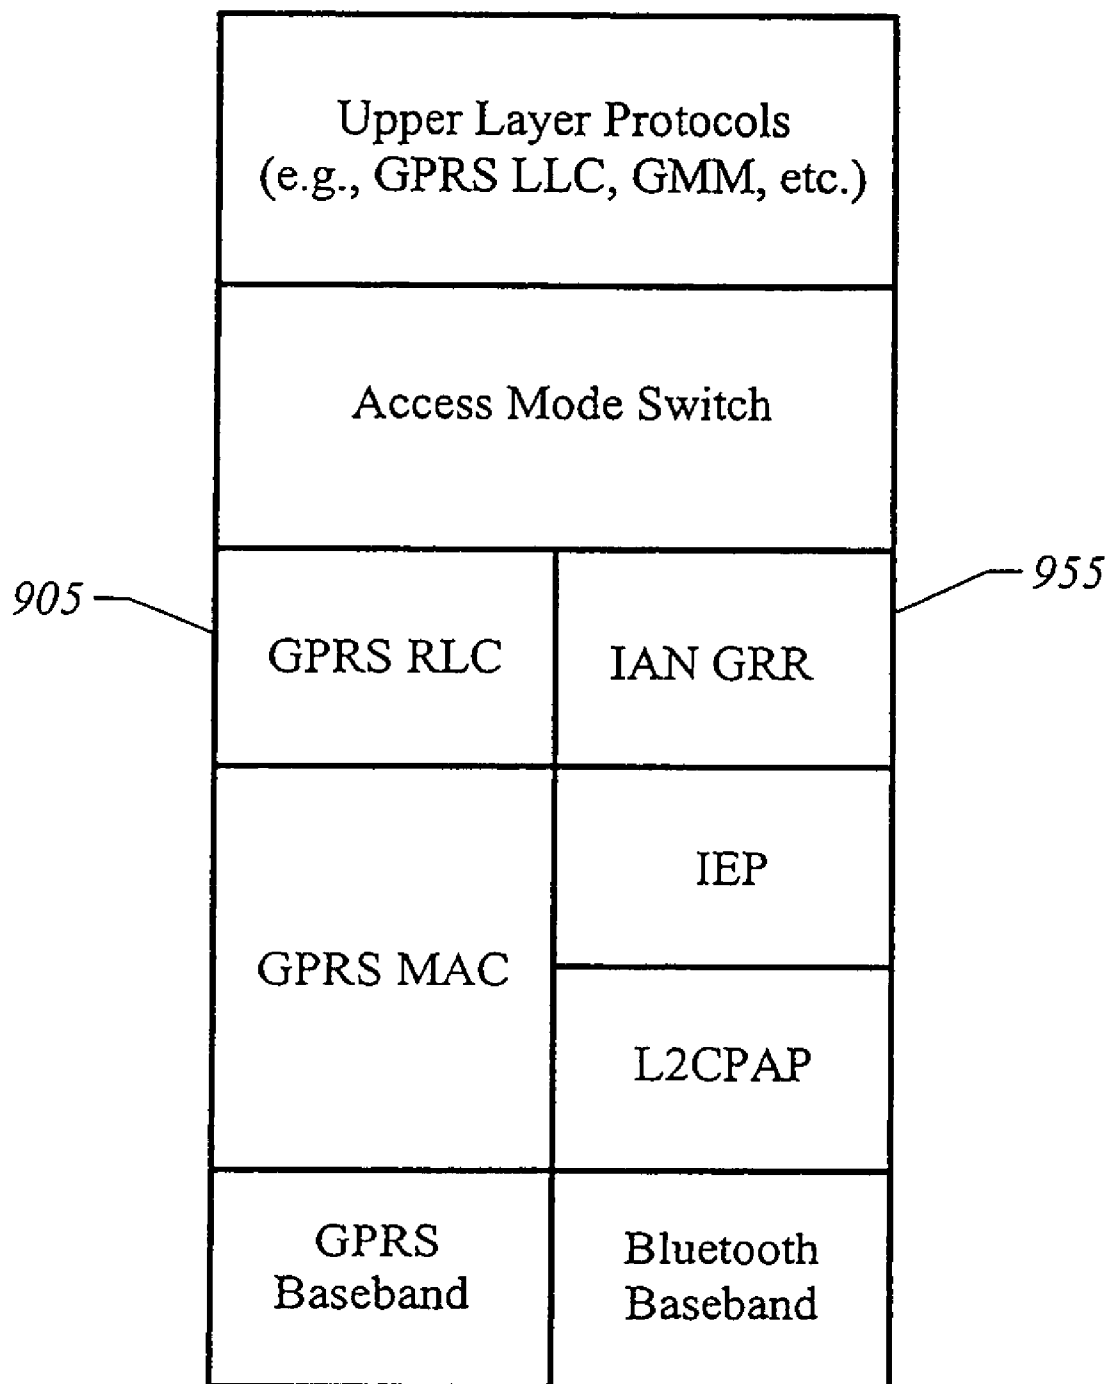 Upper Layer Protocols
(e.g., GPRS LLC, GMM, etc.)
Access Mode Switch
905
955
GPRS RLC
IAN GRR
IEP
GPRS MAC
L2CPAP
GPRS
Baseband
Bluetooth
Baseband